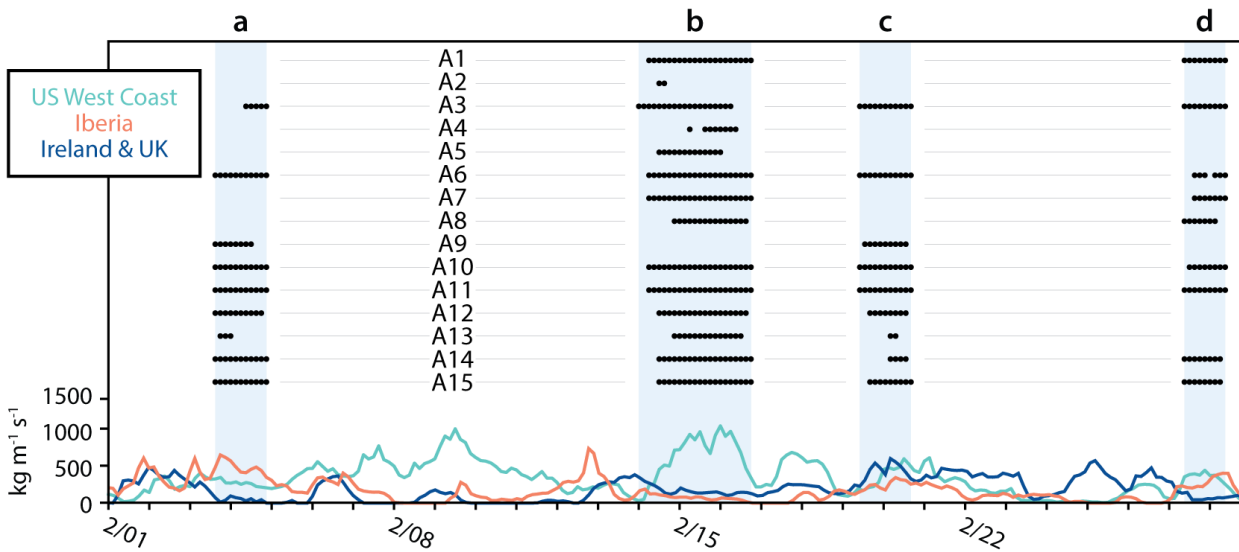 a b c d
US West Coast
Iberia
Ireland & UK
A1
A2
A3
A4
A5
A6
A7
A8
A9
A10
A11
A12
A13
A14
A15
1500
1000
500
0
kg m⁻¹ s⁻¹
2/01 2/08 2/15 2/22